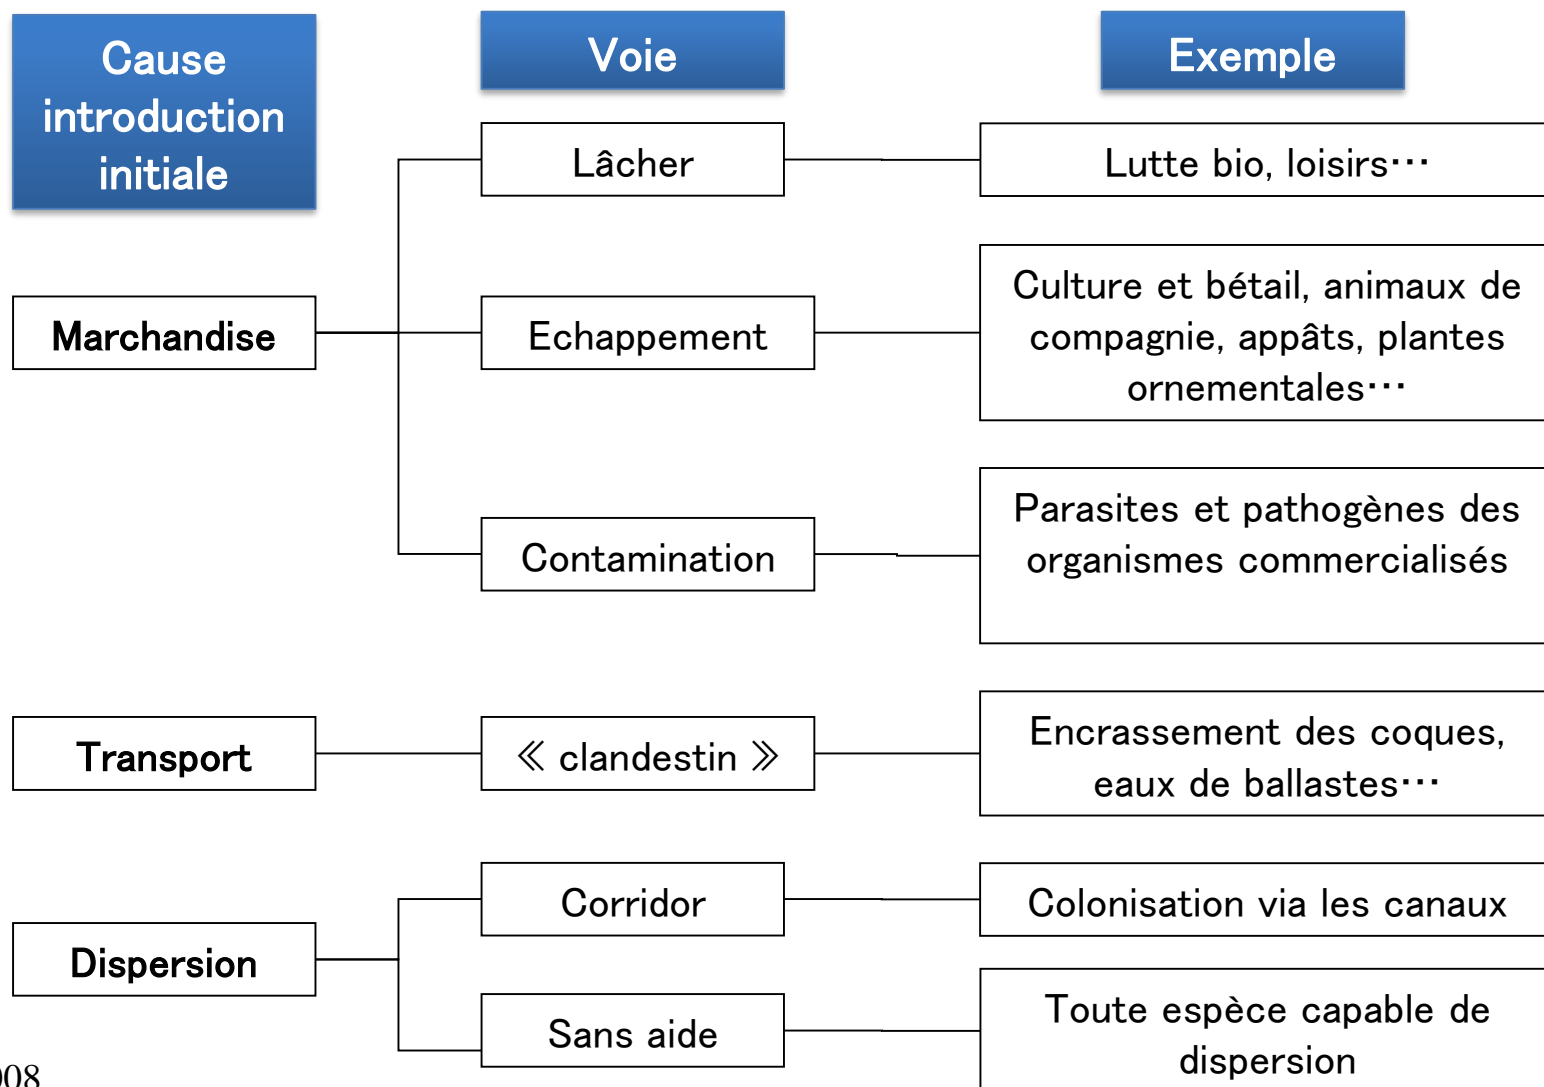 Cause
introduction
initiale
Voie
Exemple
Lâcher
Lutte bio, loisirs…
Marchandise
Echappement
Culture et bétail, animaux de
compagnie, appâts, plantes
ornementales…
Contamination
Parasites et pathogènes des
organismes commercialisés
Transport
« clandestin »
Encrassement des coques,
eaux de ballastes…
Dispersion
Corridor
Colonisation via les canaux
Sans aide
Toute espèce capable de
dispersion